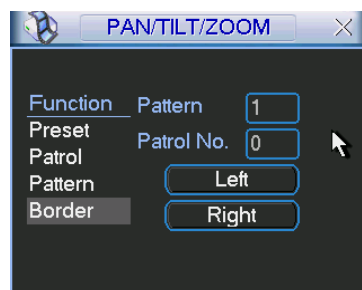 PAN/TILT/ZOOM
Function Pattern 1
Preset
Patrol No. 0
Patrol
Pattern
Left
Border
Right